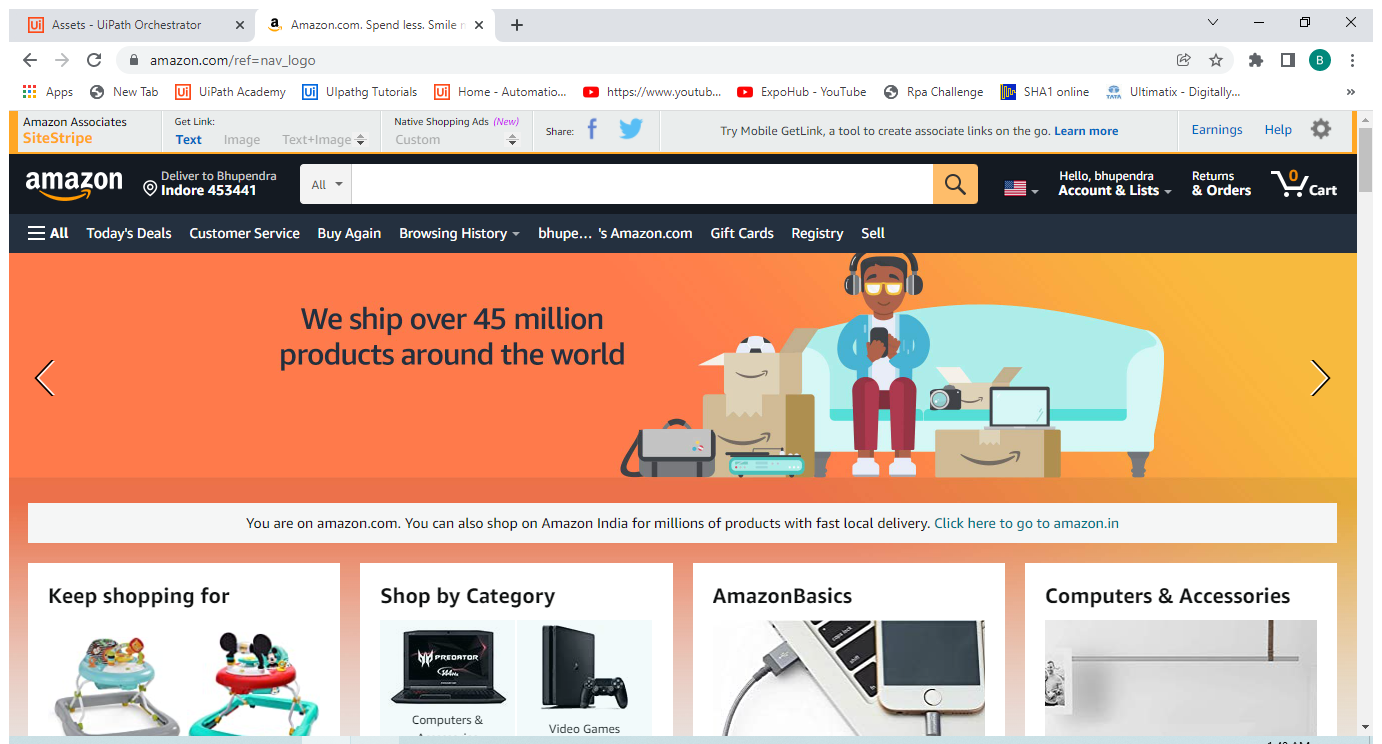 Assets - UiPath Orchestrator
Amazon.com. Spend less. Smile
amazon.com/ref=nav_logo
B
Apps
New Tab
UiPath Academy
UIpathg Tutorials
Home - Automatio...
https://www.youtub...
ExpoHub - YouTube
Rpa Challenge
SHA1 online
Ultimatix - Digitally...
»
Amazon Associates
SiteStripe
Get Link:
Text Image Text+Image
Native Shopping Ads (New)
Custom
Share:
Try Mobile GetLink, a tool to create associate links on the go. Learn more
Earnings
Help
amazon
Deliver to Bhupendra
Indore 453441
All
Hello, bhupendra
Account & Lists
Returns
& Orders
0
Cart
All Today's Deals Customer Service Buy Again Browsing History bhupe... 's Amazon.com Gift Cards Registry Sell
We ship over 45 million
products around the world
You are on amazon.com. You can also shop on Amazon India for millions of products with fast local delivery. Click here to go to amazon.in
Keep shopping for
Shop by Category
AmazonBasics
Computers & Accessories
PREDATOR
caps lock
shift
Computers &
Video Games